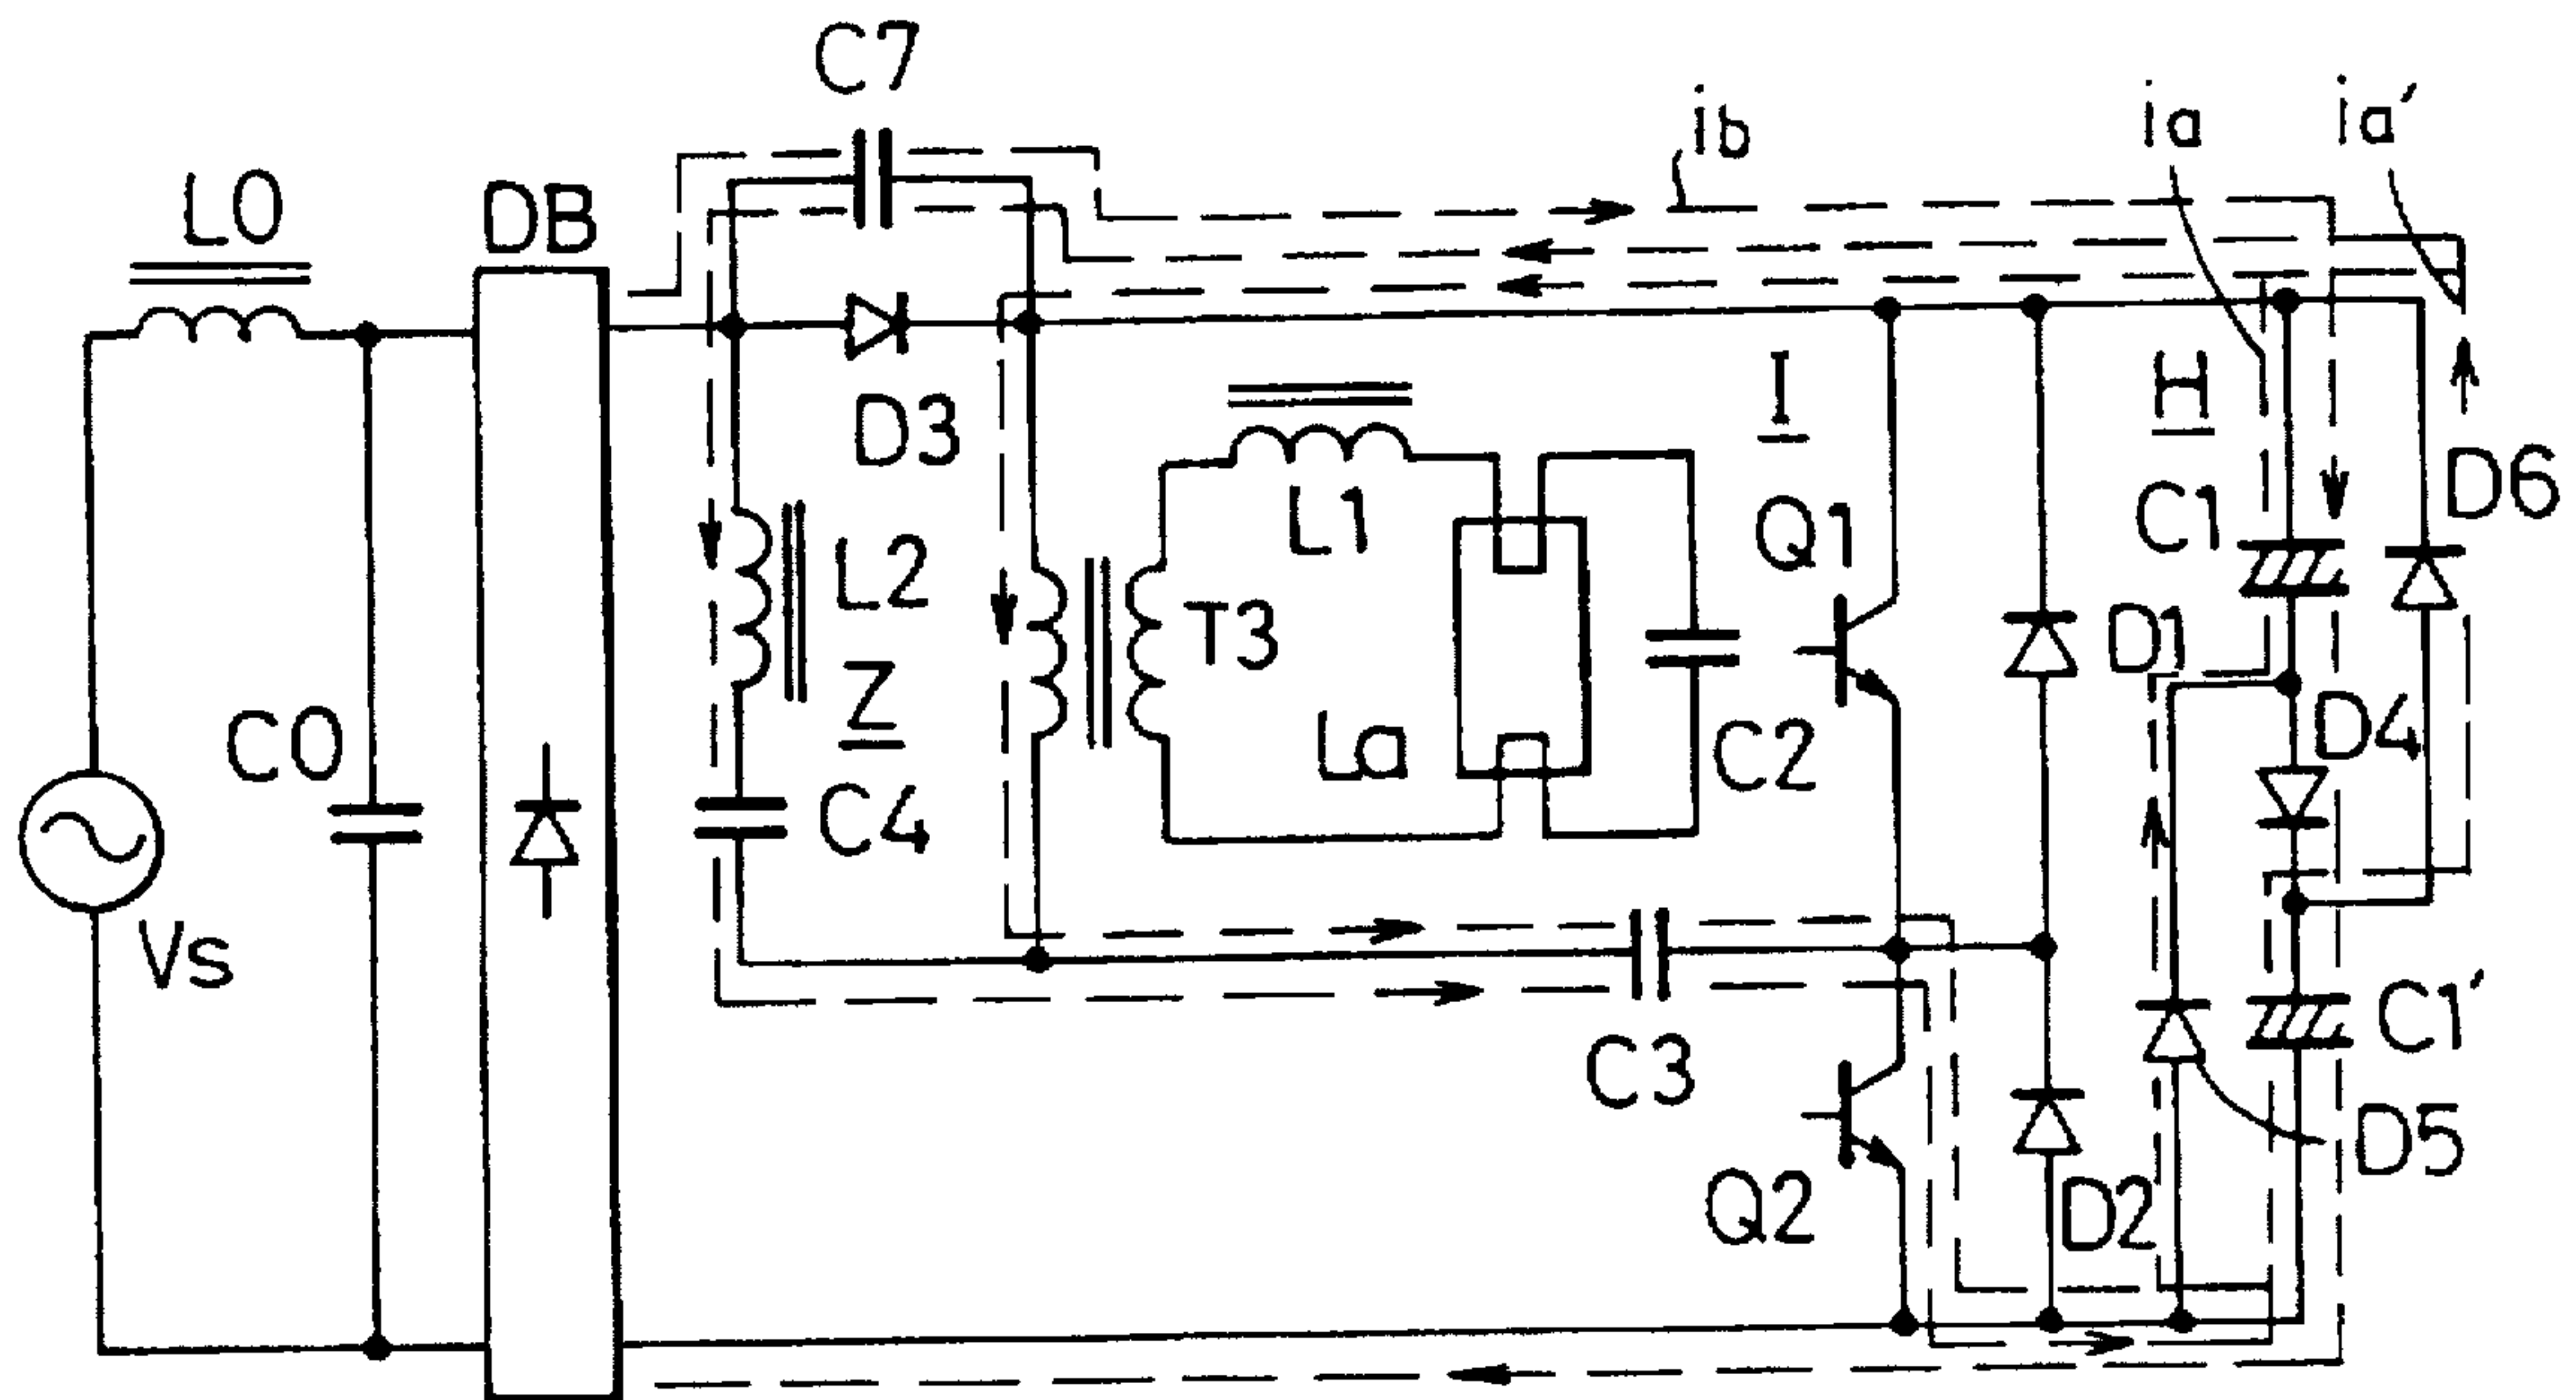 C7
ib
ia
ia′
L0
DB
D3
L1
I
H
C1
D6
Q1
L2
Z
T3
D1
D4
La
C2
C0
C4
Vs
C3
C1′
D5
Q2
D2